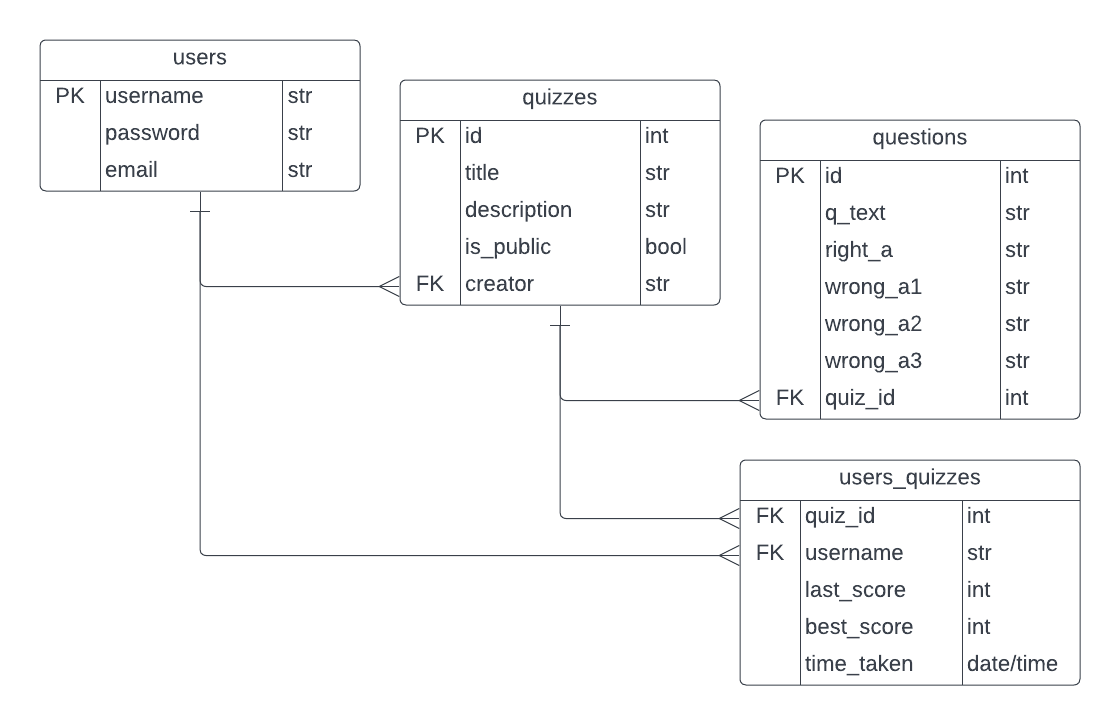 users
PK username str
password str
email str
quizzes
PK id int
title str
description str
is_public bool
FK creator str
questions
PK id int
q_text str
right_a str
wrong_a1 str
wrong_a2 str
wrong_a3 str
FK quiz_id int
users_quizzes
FK quiz_id int
FK username str
last_score int
best_score int
time_taken date/time